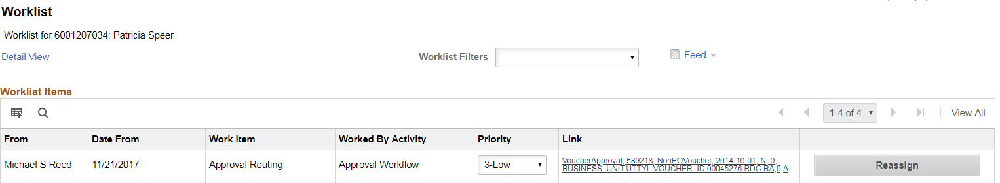 Worklist
Worklist for 6001207034: Patricia Speer
Detail View
Worklist Filters
Feed
Worklist Items
1-4 of 4
View All
From Date From Work Item Worked By Activity Priority Link
Michael S Reed 11/21/2017 Approval Routing Approval Workflow 3-Low VoucherApproval, 589218, NonPOVoucher, 2014-10-01, N, 0, Reassign
BUSINESS_UNIT:UTTYL VOUCHER_ID:00045276 RDC:RA,0,A